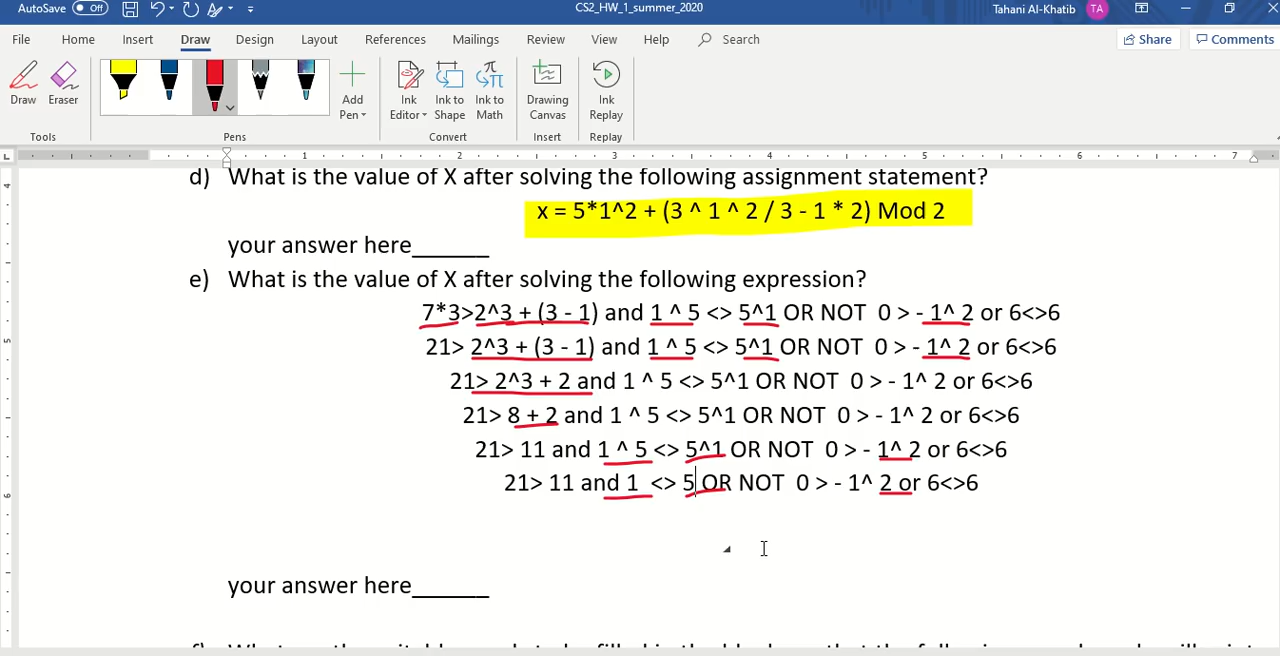 AutoSave Off CS2_HW_1_summer_2020 Tahani Al-Khatib TA
File Home Insert Draw Design Layout References Mailings Review View Help Search Share Comments
Draw Eraser Add Pen Ink Editor Ink to Shape Ink to Math Drawing Canvas Ink Replay
Tools Pens Convert Insert Replay
1 2 3 4 5 6 7
d) What is the value of X after solving the following assignment statement?
x = 5*1^2 + (3 ^ 1 ^ 2 / 3 - 1 * 2) Mod 2
your answer here______
e) What is the value of X after solving the following expression?
7*3>2^3 + (3 - 1) and 1 ^ 5 <> 5^1 OR NOT 0 > - 1^ 2 or 6<>6
21> 2^3 + (3 - 1) and 1 ^ 5 <> 5^1 OR NOT 0 > - 1^ 2 or 6<>6
21> 2^3 + 2 and 1 ^ 5 <> 5^1 OR NOT 0 > - 1^ 2 or 6<>6
21> 8 + 2 and 1 ^ 5 <> 5^1 OR NOT 0 > - 1^ 2 or 6<>6
21> 11 and 1 ^ 5 <> 5^1 OR NOT 0 > - 1^ 2 or 6<>6
21> 11 and 1 <> 5 OR NOT 0 > - 1^ 2 or 6<>6
your answer here______